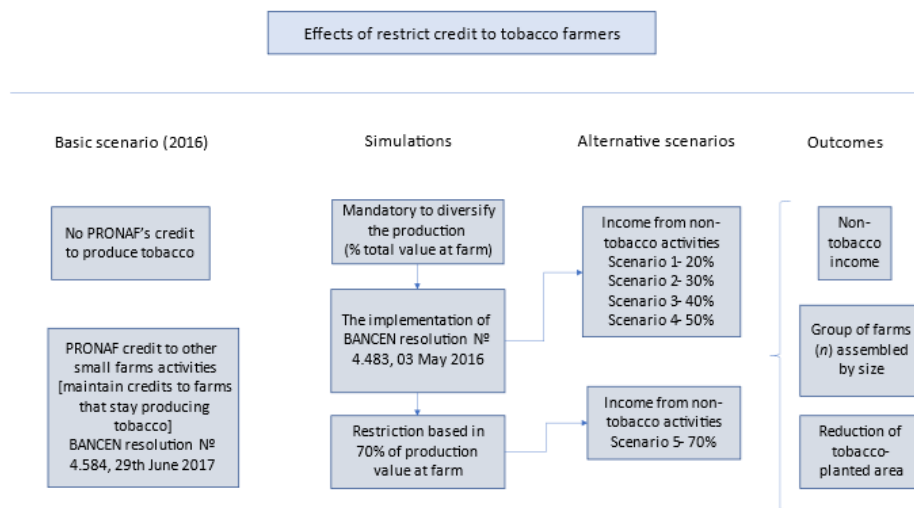 Effects of restrict credit to tobacco farmers
Basic scenario (2016)
Simulations
Alternative scenarios
Outcomes
No PRONAF's credit
to produce tobacco
PRONAF credit to other
small farms activities
[maintain credits to farms
that stay producing
tobacco]
BANCEN resolution Nº
4.584, 29th June 2017
Mandatory to diversify
the production
(% total value at farm)
The implementation of
BANCEN resolution Nº
4.483, 03 May 2016
Restriction based in
70% of production
value at farm
Income from non-
tobacco activities
Scenario 1- 20%
Scenario 2- 30%
Scenario 3- 40%
Scenario 4- 50%
Income from non-
tobacco activities
Scenario 5- 70%
Non-
tobacco
income
Group of farms
(n) assembled
by size
Reduction of
tobacco-
planted area